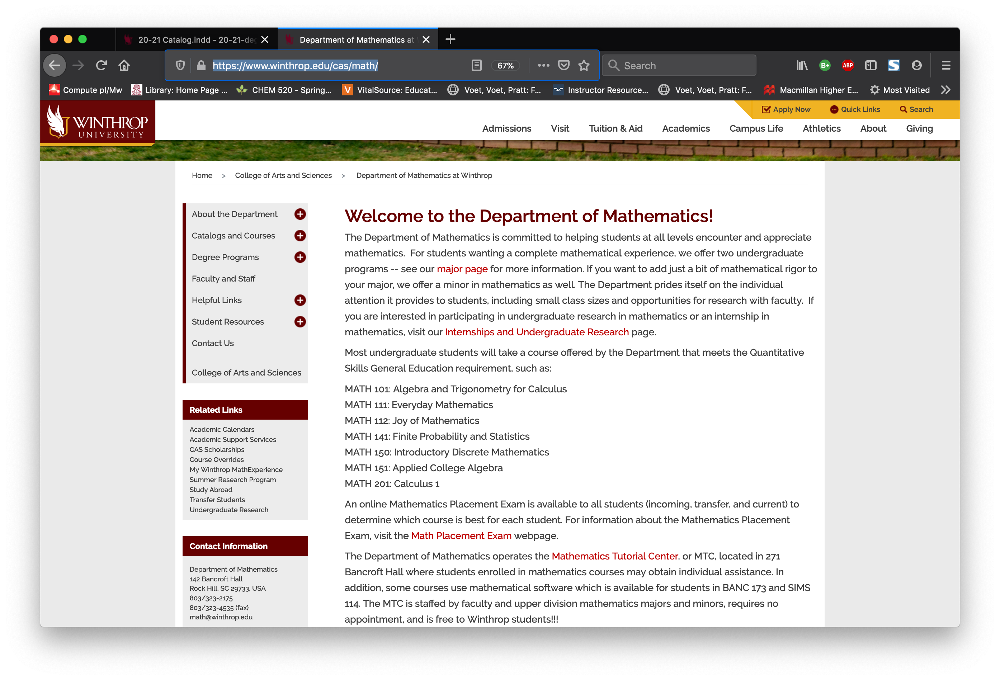 20-21 Catalog.indd - 20-21-deg
Department of Mathematics at
https://www.winthrop.edu/cas/math/
67%
Search
B+
ABP
S
Compute pI/Mw
Library: Home Page ...
CHEM 520 - Spring...
V
VitalSource: Educat...
Voet, Voet, Pratt: F...
Instructor Resource...
Voet, Voet, Pratt: F...
Macmillan Higher E...
Most Visited
WINTHROP
UNIVERSITY
Apply Now
Quick Links
Search
Admissions
Visit
Tuition & Aid
Academics
Campus Life
Athletics
About
Giving
Home > College of Arts and Sciences > Department of Mathematics at Winthrop
About the Department
Catalogs and Courses
Degree Programs
Faculty and Staff
Helpful Links
Student Resources
Contact Us
College of Arts and Sciences
Related Links
Academic Calendars
Academic Support Services
CAS Scholarships
Course Overrides
My Winthrop MathExperience
Summer Research Program
Study Abroad
Transfer Students
Undergraduate Research
Contact Information
Department of Mathematics
142 Bancroft Hall
Rock Hill, SC 29733, USA
803/323-2175
803/323-4535 (fax)
math@winthrop.edu
Welcome to the Department of Mathematics!
The Department of Mathematics is committed to helping students at all levels encounter and appreciate
mathematics.  For students wanting a complete mathematical experience, we offer two undergraduate
programs -- see our major page for more information. If you want to add just a bit of mathematical rigor to
your major, we offer a minor in mathematics as well. The Department prides itself on the individual
attention it provides to students, including small class sizes and opportunities for research with faculty.  If
you are interested in participating in undergraduate research in mathematics or an internship in
mathematics, visit our Internships and Undergraduate Research page.
Most undergraduate students will take a course offered by the Department that meets the Quantitative
Skills General Education requirement, such as:
MATH 101: Algebra and Trigonometry for Calculus
MATH 111: Everyday Mathematics
MATH 112: Joy of Mathematics
MATH 141: Finite Probability and Statistics
MATH 150: Introductory Discrete Mathematics
MATH 151: Applied College Algebra
MATH 201: Calculus 1
An online Mathematics Placement Exam is available to all students (incoming, transfer, and current) to
determine which course is best for each student. For information about the Mathematics Placement
Exam, visit the Math Placement Exam webpage.
The Department of Mathematics operates the Mathematics Tutorial Center, or MTC, located in 271
Bancroft Hall where students enrolled in mathematics courses may obtain individual assistance. In
addition, some courses use mathematical software which is available for students in BANC 173 and SIMS
114. The MTC is staffed by faculty and upper division mathematics majors and minors, requires no
appointment, and is free to Winthrop students!!!